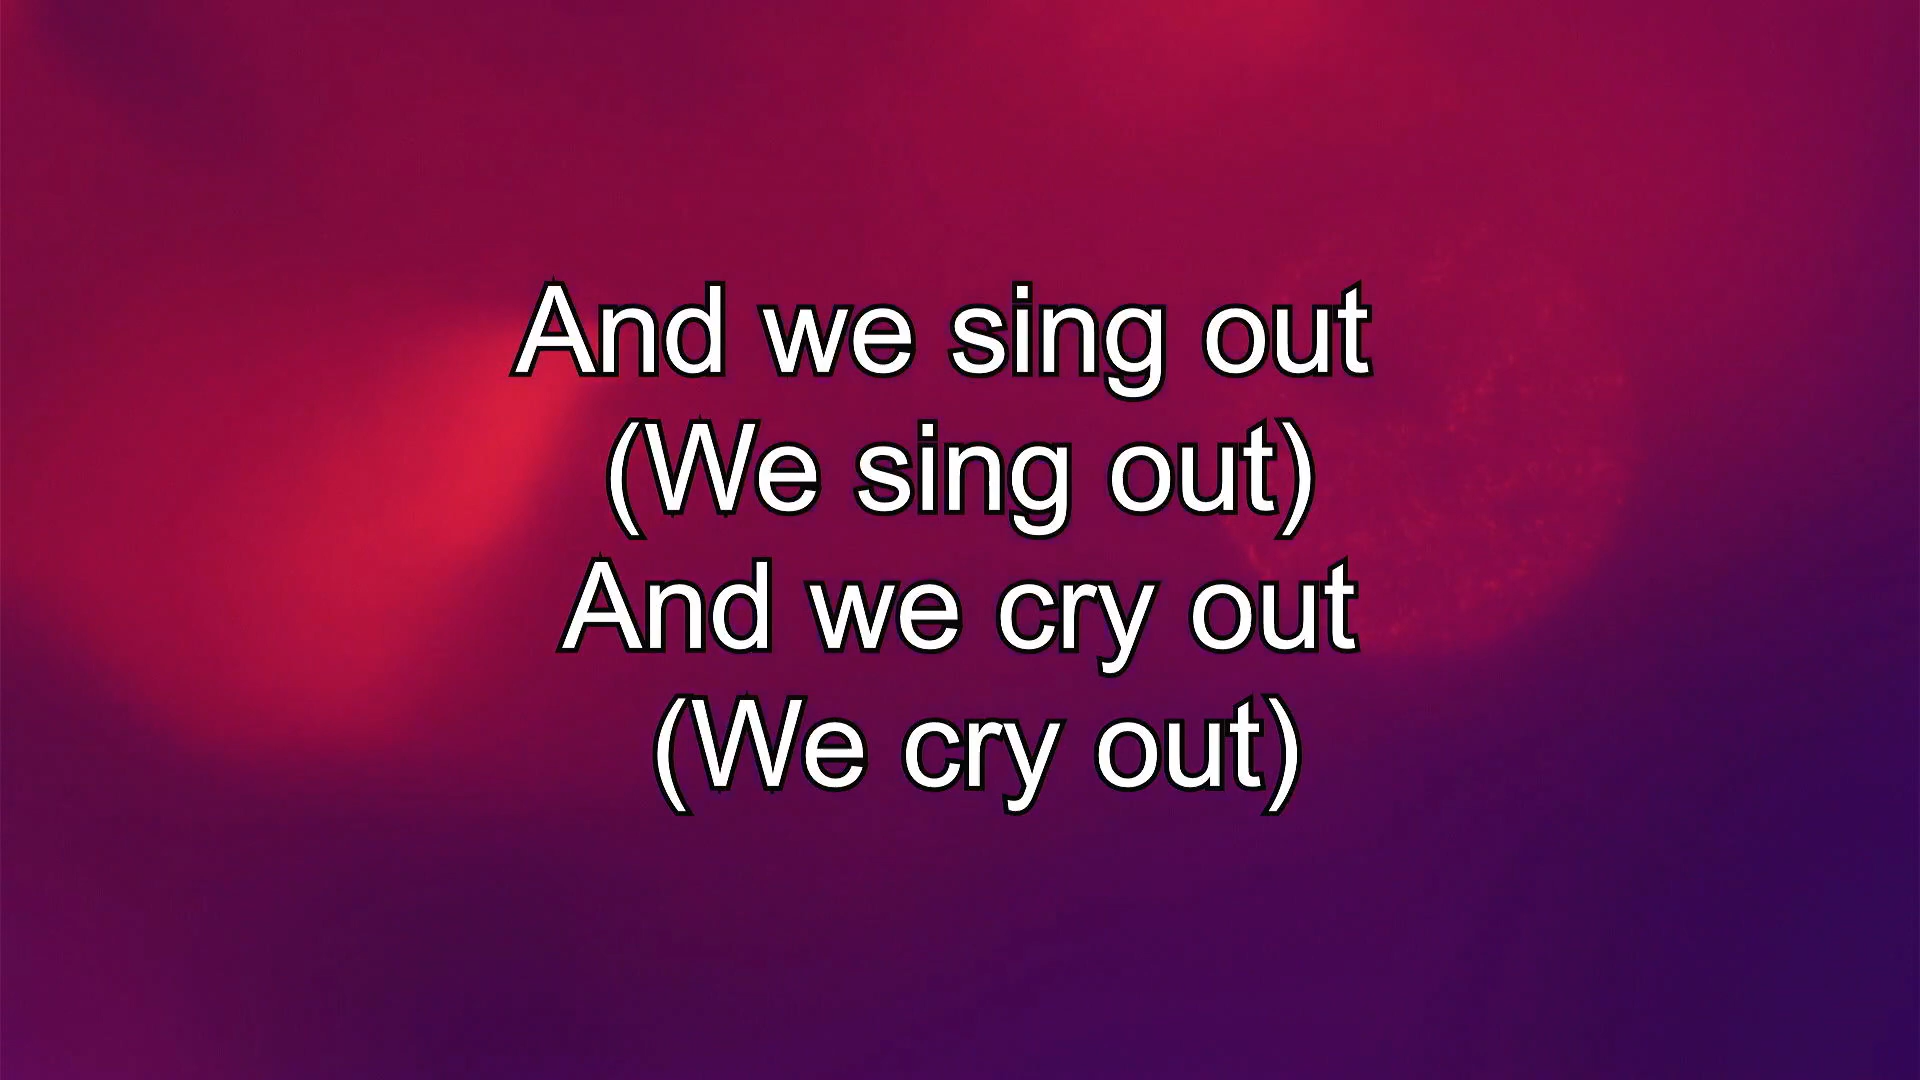 And we sing out
(We sing out)
And we cry out
(We cry out)